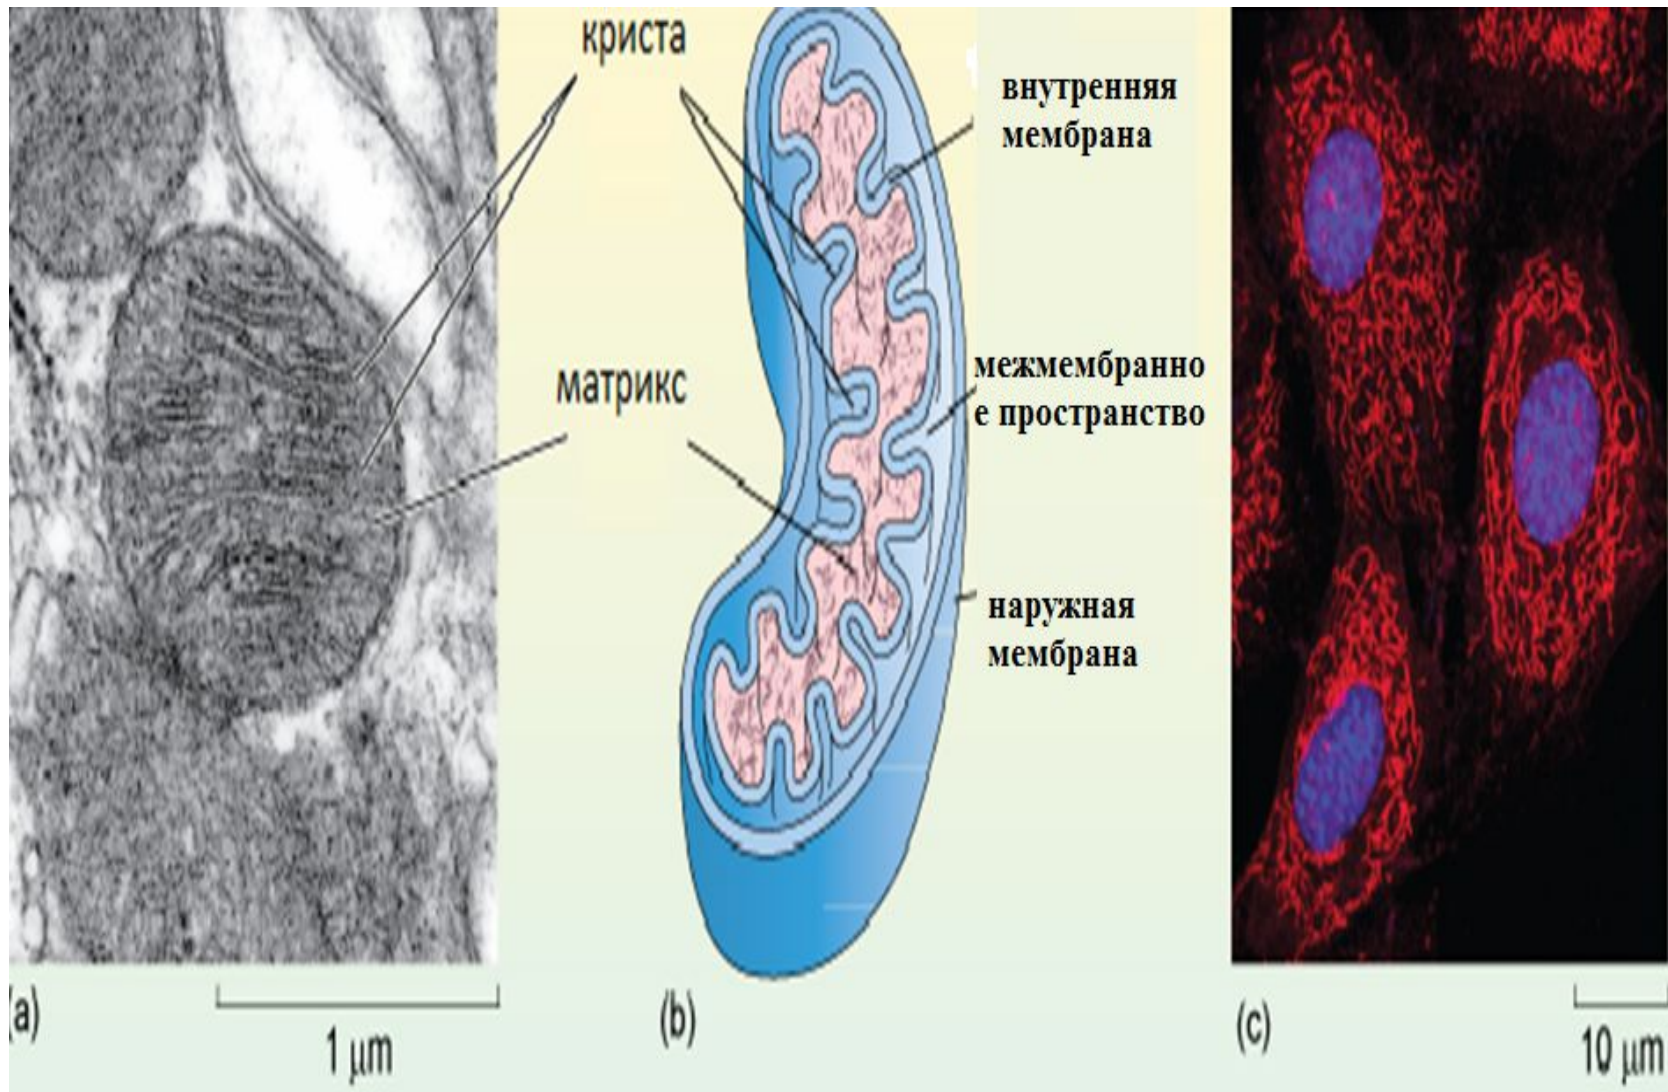 криста
внутренняя
мембрана
межмембранно
е пространство
матрикс
наружная
мембрана
(a)
1 μm
(b)
(c)
10 μm